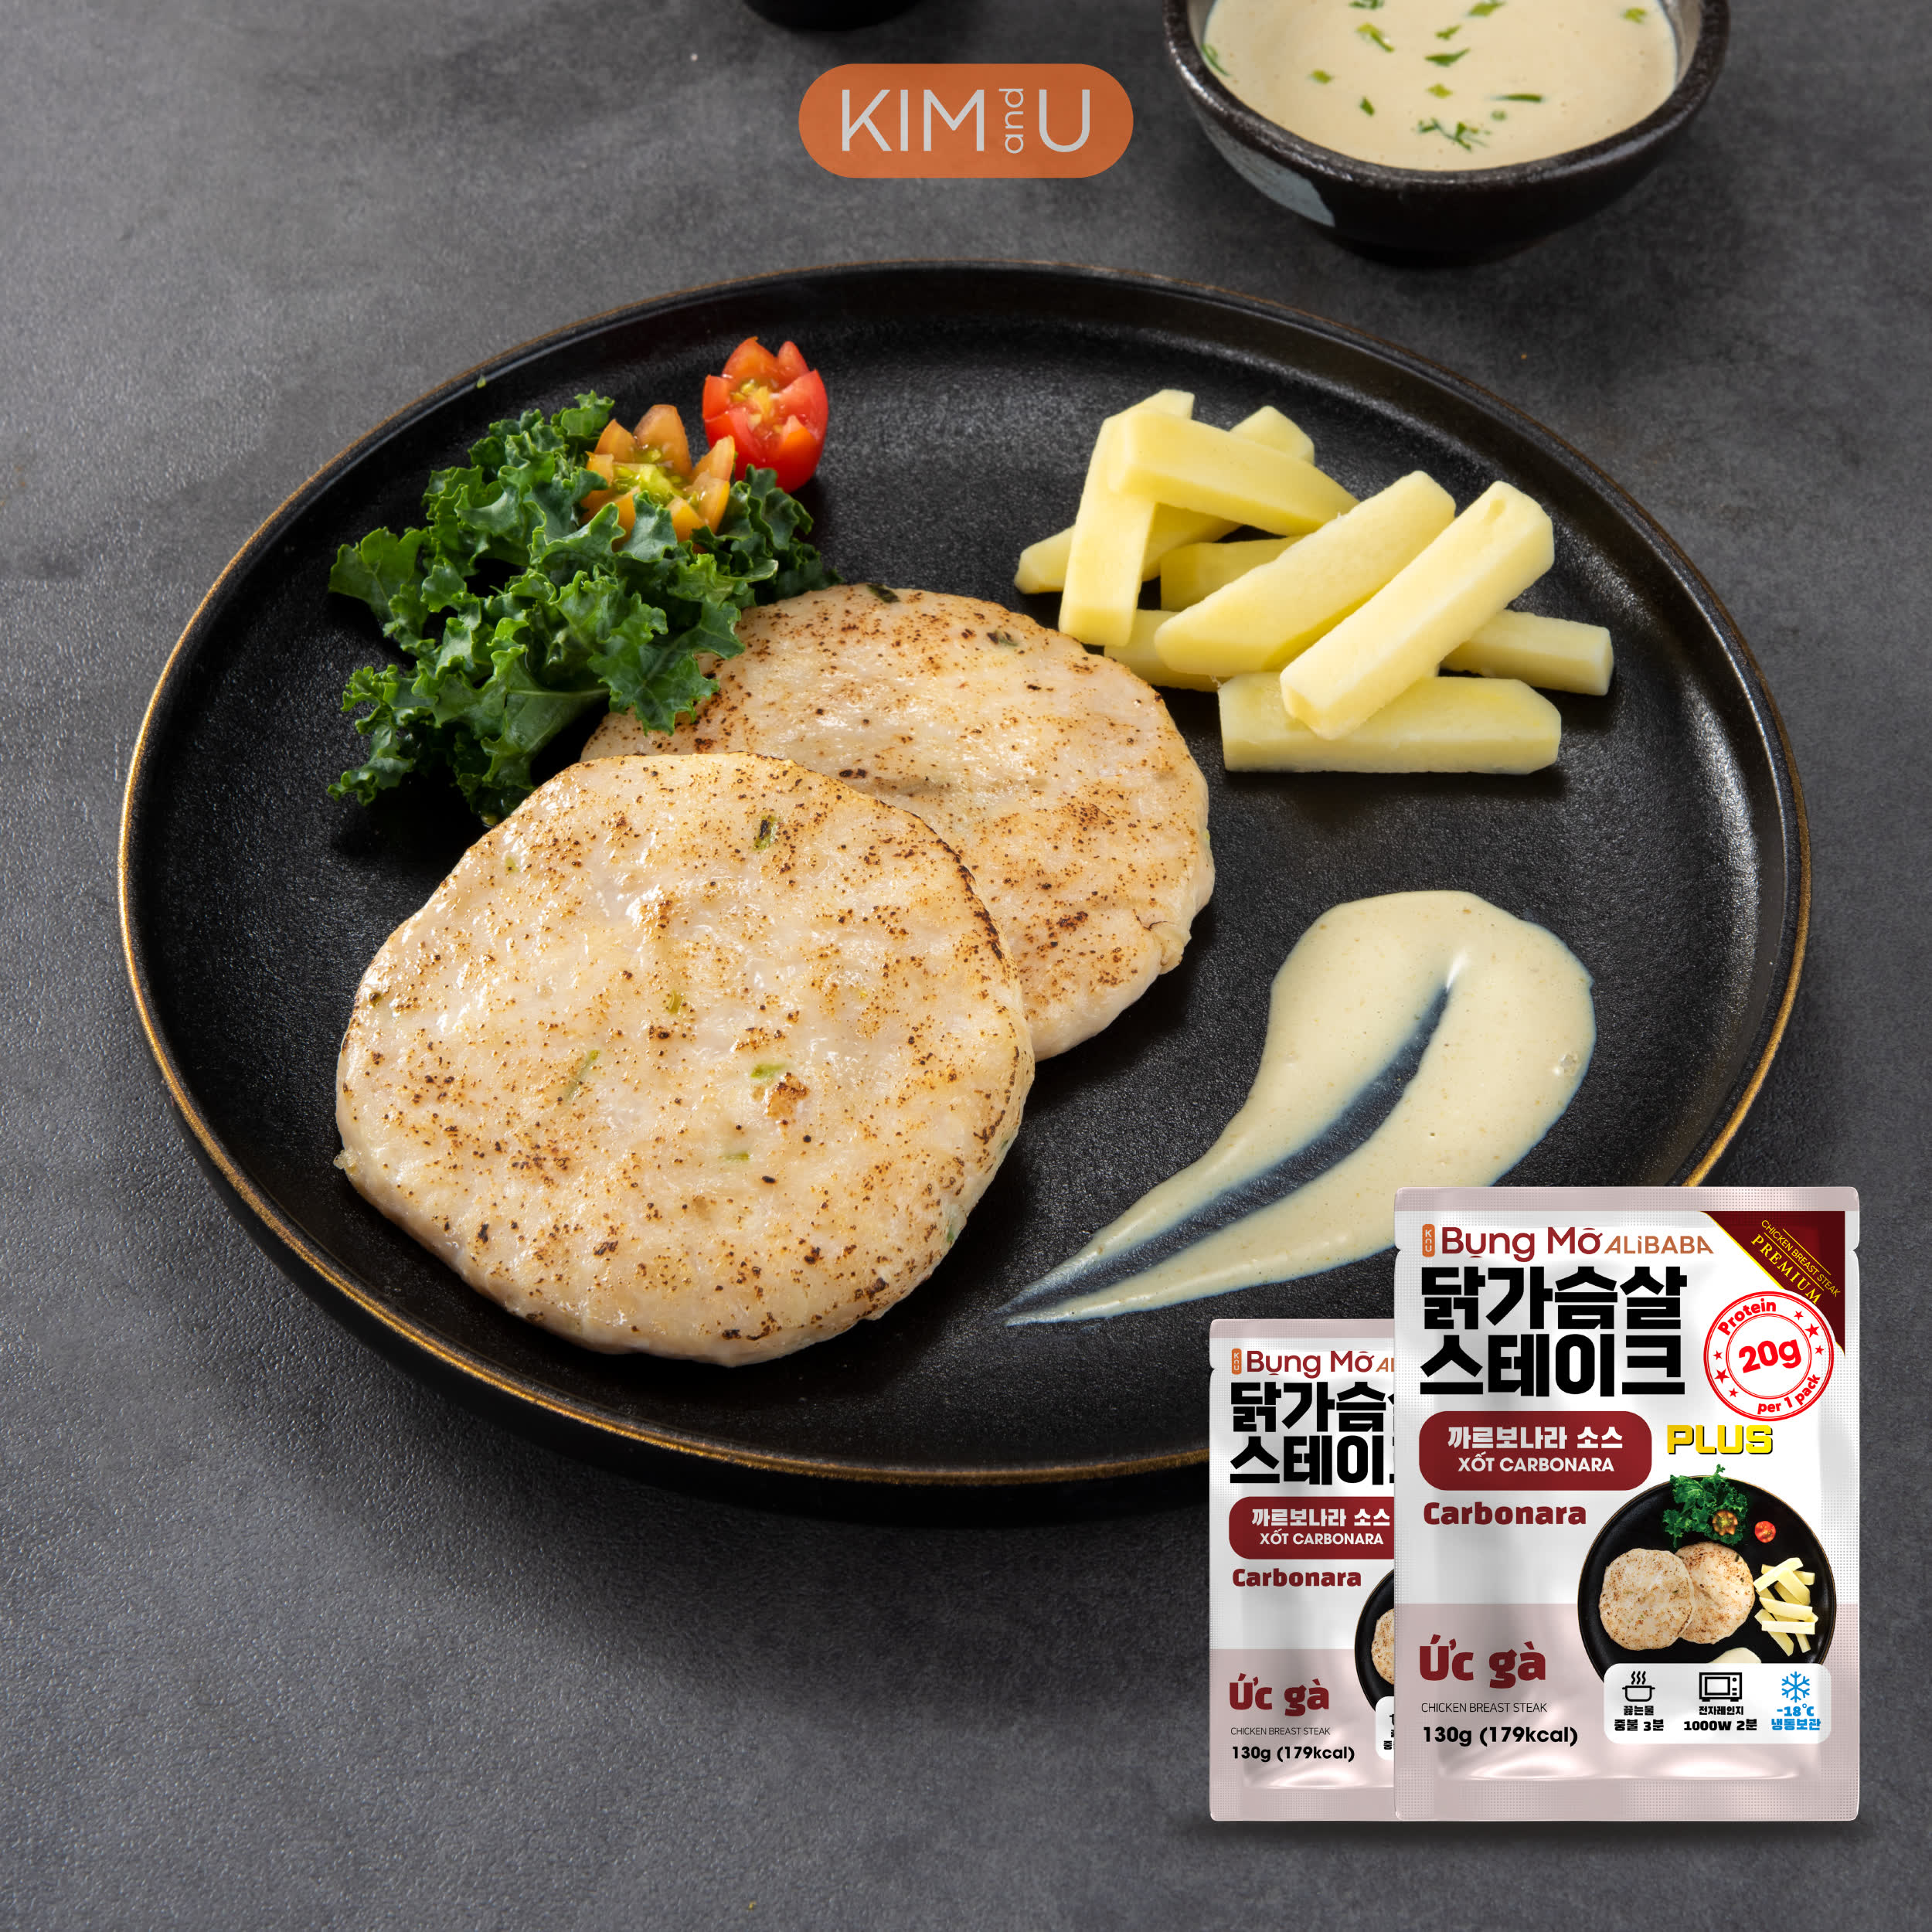 KIM and U
KnU Bụng Mỡ ALiBABA
닭가슴살
스테이크
까르보나라 소스
XỐT CARBONARA
PLUS
Carbonara
CHICKEN BREAST STEAK
PREMIUM
Protein
20g
per 1 pack
Ức gà
CHICKEN BREAST STEAK
130g (179kcal)
끓는물
중불 3분
전자레인지
1000W 2분
-18°C
냉동보관
KnU Bụng Mỡ
닭가슴
스테이
까르보나라 소스
XỐT CARBONARA
Carbonara
Ức gà
CHICKEN BREAST STEAK
130g (179kcal)